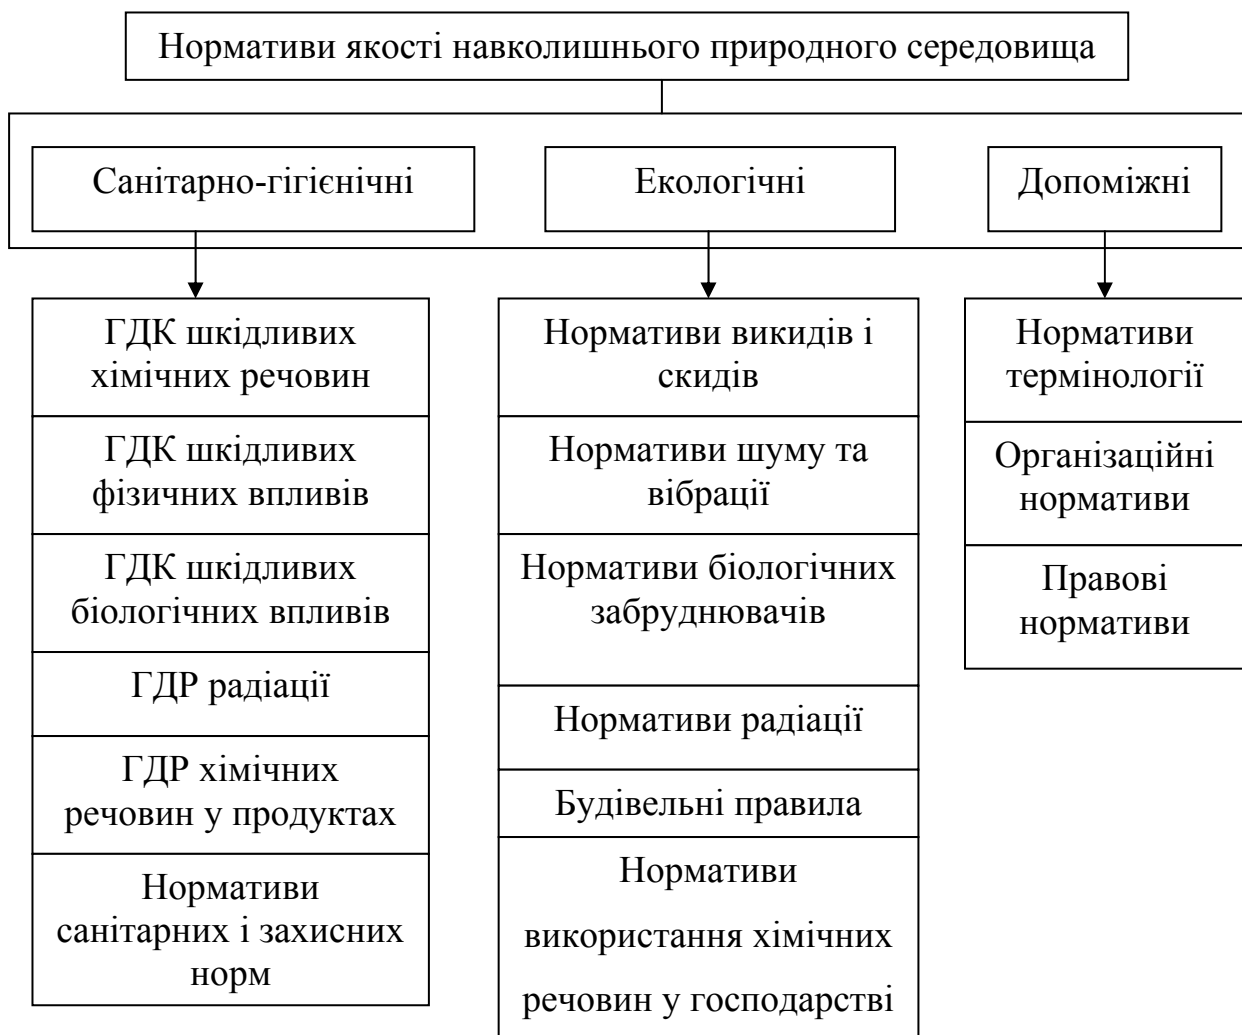 Нормативи якості навколишнього природного середовища
Санітарно-гігієнічні
Екологічні
Допоміжні
ГДК шкідливих
хімічних речовин
ГДК шкідливих
фізичних впливів
ГДК шкідливих
біологічних впливів
ГДР радіації
ГДР хімічних
речовин у продуктах
Нормативи
санітарних і захисних
норм
Нормативи викидів і
скидів
Нормативи шуму та
вібрації
Нормативи біологічних
забруднювачів
Нормативи радіації
Будівельні правила
Нормативи
використання хімічних
речовин у господарстві
Нормативи
термінології
Організаційні
нормативи
Правові
нормативи